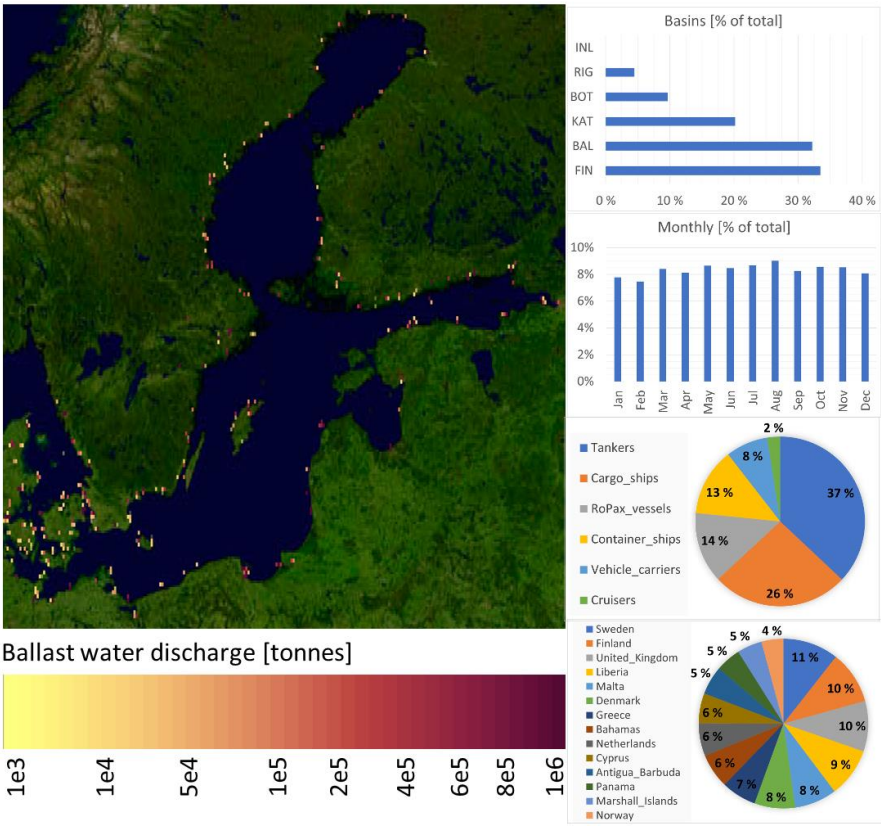 Basins [% of total]
INL
RIG
BOT
KAT
BAL
FIN
0 %
10 %
20 %
30 %
40 %
Monthly [% of total]
10%
8%
6%
4%
2%
0%
Jan
Feb
Mar
Apr
May
Jun
Jul
Aug
Sep
Oct
Nov
Dec
Tankers
Cargo_ships
RoPax_vessels
Container_ships
Vehicle_carriers
Cruisers
2 %
8 %
37 %
13 %
14 %
26 %
Ballast water discharge [tonnes]
1e3
1e4
5e4
1e5
2e5
4e5
6e5
8e5
1e6
Sweden
Finland
United_Kingdom
Liberia
Malta
Denmark
Greece
Bahamas
Netherlands
Cyprus
Antigua_Barbuda
Panama
Marshall_Islands
Norway
4 %
5 %
5 %
5 %
11 %
10 %
6 %
6 %
10 %
6 %
9 %
7 %
8 %
8 %